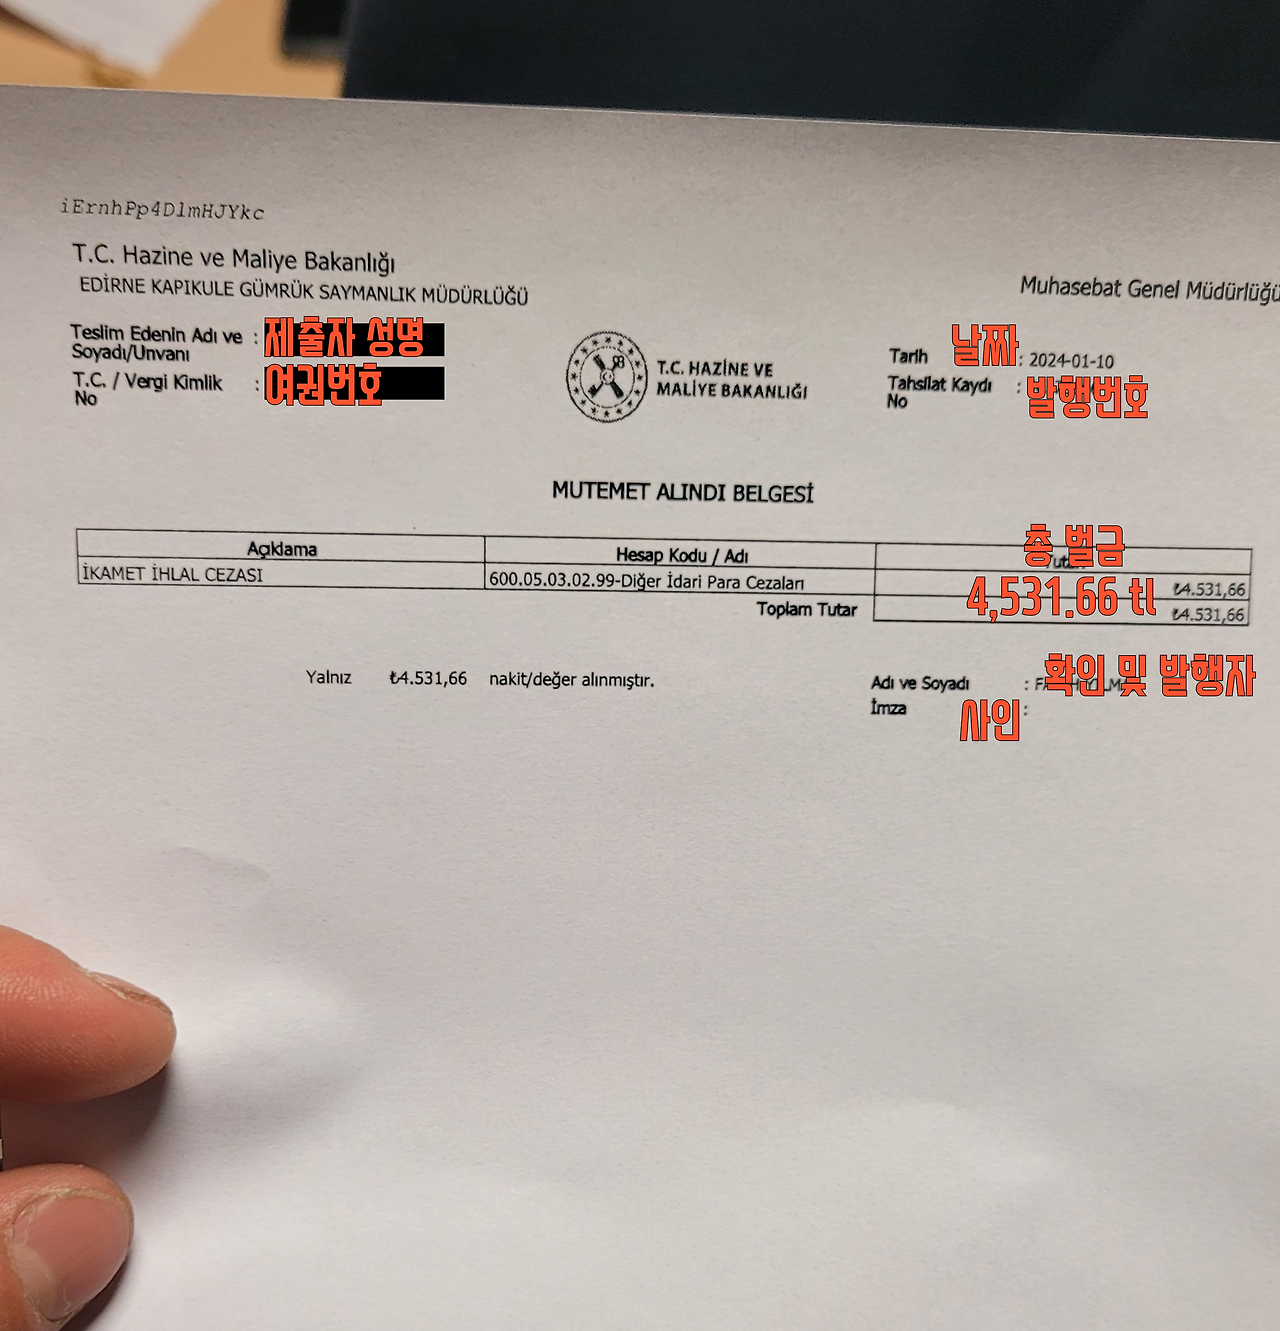 iErnhPp4D1mHJYkc
T.C. Hazine ve Maliye Bakanlığı
EDİRNE KAPIKULE GÜMRÜK SAYMANLIK MÜDÜRLÜĞÜ
Muhasebat Genel Müdürlüğü
Teslim Edenin Adı ve : 제출자 성명
Soyadı/Unvanı
T.C. / Vergi Kimlik : 여권번호
No
T.C. HAZİNE VE
MALİYE BAKANLIĞI
Tarih 날짜 : 2024-01-10
Tahsilat Kaydı : 발행번호
No
MUTEMET ALINDI BELGESİ
Açıklama Hesap Kodu / Adı 총 벌금
İKAMET İHLAL CEZASI 600.05.03.02.99-Diğer İdari Para Cezaları ₺4.531,66
4,531.66 tl
Toplam Tutar ₺4.531,66
Yalnız ₺4.531,66 nakit/değer alınmıştır.
Adı ve Soyadı : 확인 및 발행자
İmza 사인 :